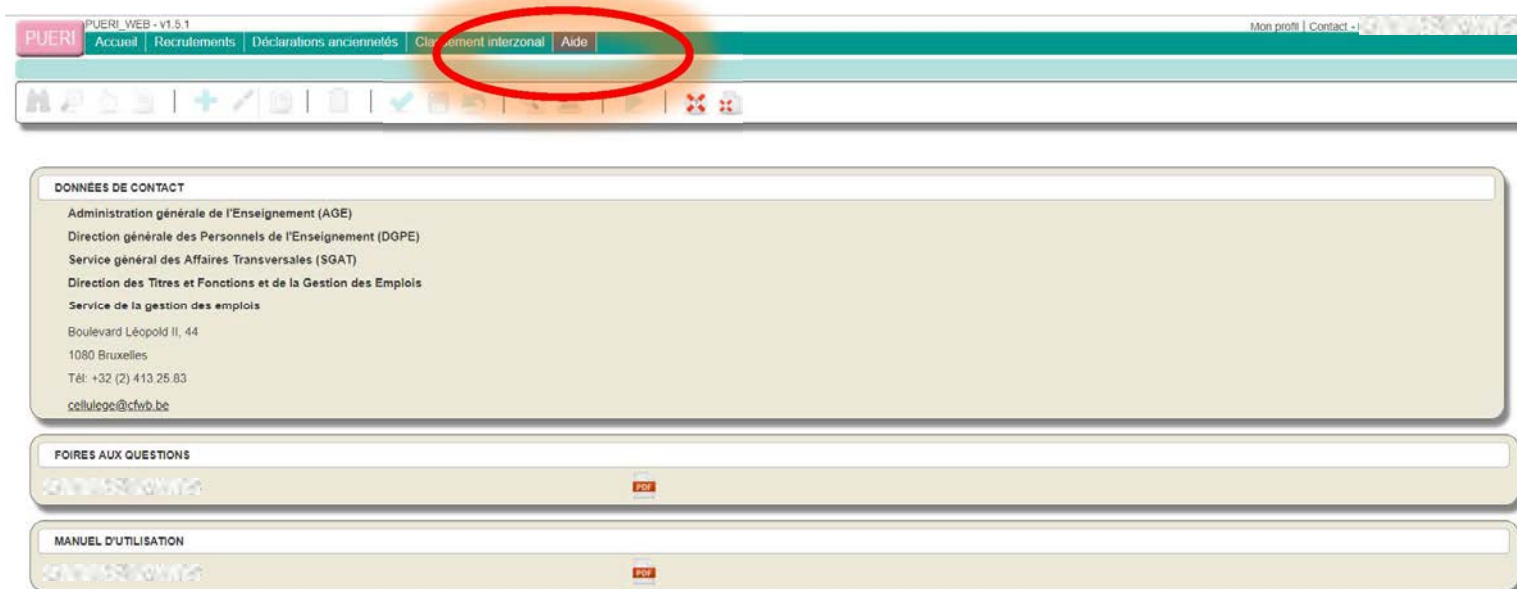 PUERI_WEB - v1.5.1
Mon profil | Contact -
PUERI
Accueil | Recrutements | Déclarations anciennetés | Classement interzonal | Aide
DONNÉES DE CONTACT
Administration générale de l'Enseignement (AGE)
Direction générale des Personnels de l'Enseignement (DGPE)
Service général des Affaires Transversales (SGAT)
Direction des Titres et Fonctions et de la Gestion des Emplois
Service de la gestion des emplois
Boulevard Léopold II, 44
1080 Bruxelles
Tél: +32 (2) 413.25.83
cellulege@cfwb.be
FOIRES AUX QUESTIONS
PDF
MANUEL D'UTILISATION
PDF